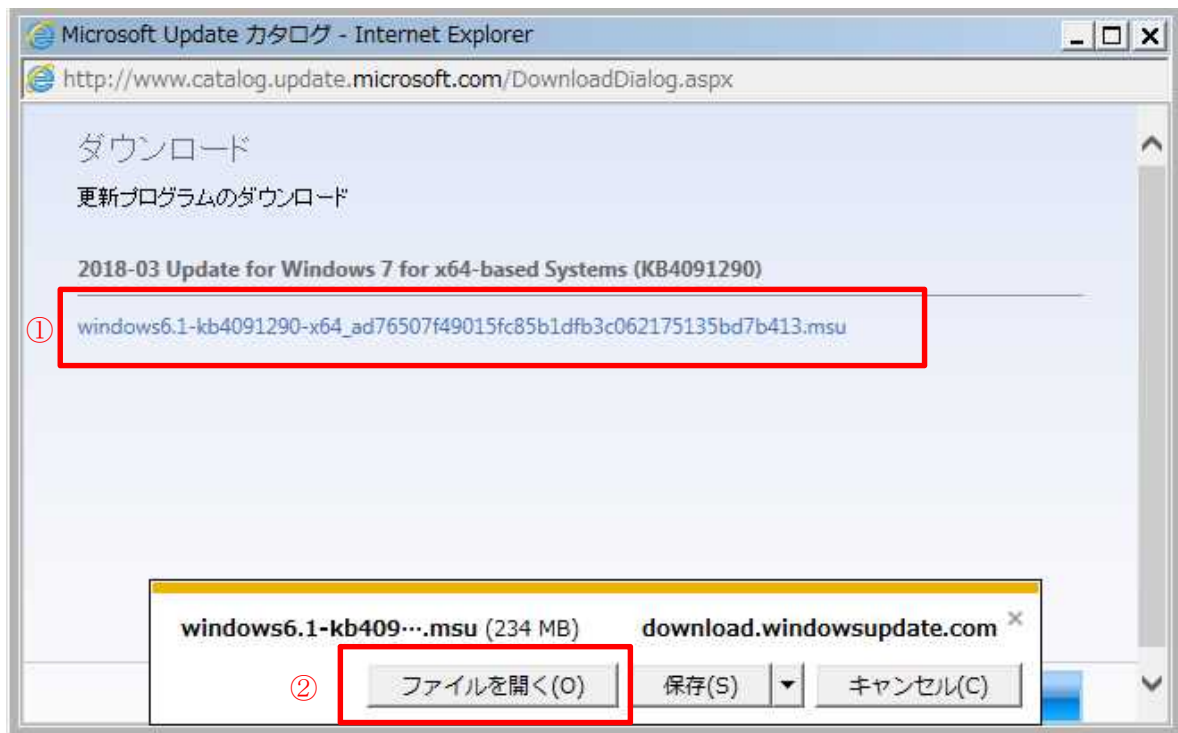 Microsoft Update カタログ - Internet Explorer
http://www.catalog.update.microsoft.com/DownloadDialog.aspx
ダウンロード
更新プログラムのダウンロード
2018-03 Update for Windows 7 for x64-based Systems (KB4091290)
① windows6.1-kb4091290-x64_ad76507f49015fc85b1dfb3c062175135bd7b413.msu
windows6.1-kb409….msu (234 MB) download.windowsupdate.com ×
② ファイルを開く(O) 保存(S) ▼ キャンセル(C)